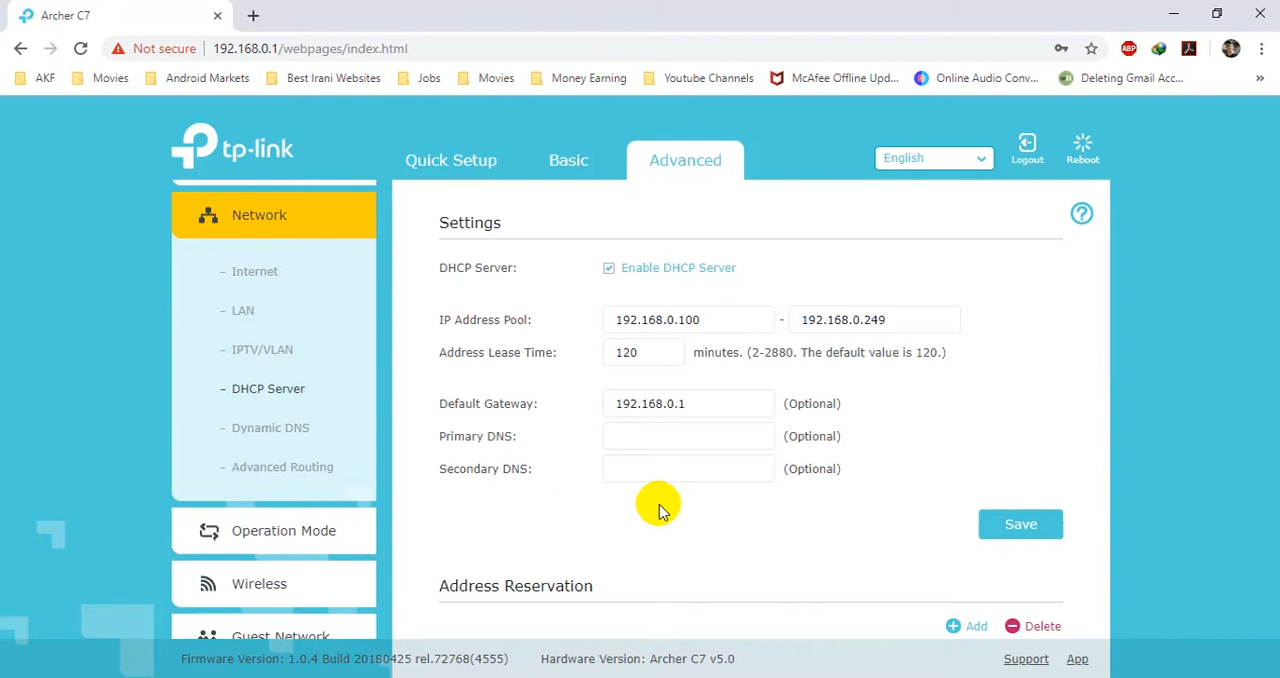 Archer C7
Not secure 192.168.0.1/webpages/index.html
ABP
AKF Movies Android Markets Best Irani Websites Jobs Movies Money Earning Youtube Channels McAfee Offline Upd... Online Audio Conv... Deleting Gmail Acc... »
tp-link
Quick Setup Basic Advanced
English
Logout Reboot
Network
- Internet
- LAN
- IPTV/VLAN
- DHCP Server
- Dynamic DNS
- Advanced Routing
Operation Mode
Wireless
Guest Network
Settings
?
DHCP Server: Enable DHCP Server
IP Address Pool: 192.168.0.100 - 192.168.0.249
Address Lease Time: 120 minutes. (2-2880. The default value is 120.)
Default Gateway: 192.168.0.1 (Optional)
Primary DNS: (Optional)
Secondary DNS: (Optional)
Save
Address Reservation
Add Delete
Firmware Version: 1.0.4 Build 20180425 rel.72768(4555) Hardware Version: Archer C7 v5.0 Support App